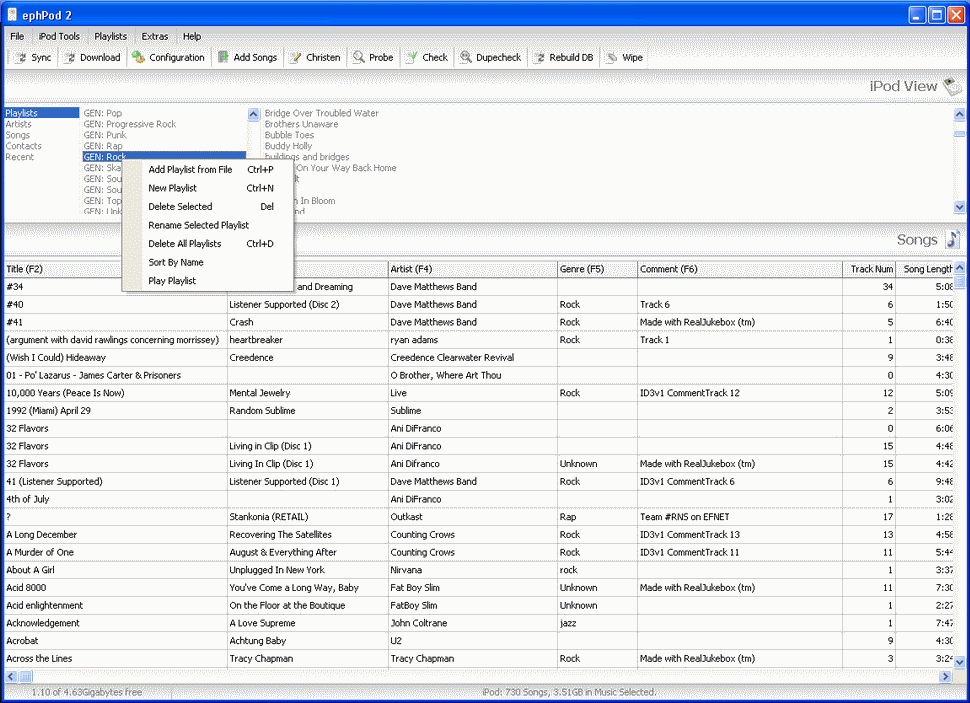 ephPod 2
File iPod Tools Playlists Extras Help
Sync Download Configuration Add Songs Christen Probe Check Dupecheck Rebuild DB Wipe
iPod View
Playlists GEN: Pop Bridge Over Troubled Water
Artists GEN: Progressive Rock Brothers Unaware
Songs GEN: Punk Bubble Toes
Contacts GEN: Rap Buddy Holly
Recent GEN: Rock buildings and bridges
GEN: Ska On Your Way Back Home
GEN: Sou
GEN: Sou
GEN: Top In Bloom
GEN: Unk
Add Playlist from File Ctrl+P
New Playlist Ctrl+N
Delete Selected Del
Rename Selected Playlist
Delete All Playlists Ctrl+D
Sort By Name
Play Playlist
Songs
Title (F2) Artist (F4) Genre (F5) Comment (F6) Track Num Song Length
#34 and Dreaming Dave Matthews Band 34 5:08
#40 Listener Supported (Disc 2) Dave Matthews Band Rock Track 6 6 1:50
#41 Crash Dave Matthews Band Rock Made with RealJukebox (tm) 5 6:40
(argument with david rawlings concerning morrissey) heartbreaker ryan adams Rock Track 1 1 0:38
(Wish I Could) Hideaway Creedence Creedence Clearwater Revival 9 3:48
01 - Po' Lazarus - James Carter & Prisoners O Brother, Where Art Thou 0 4:30
10,000 Years (Peace Is Now) Mental Jewelry Live Rock ID3v1 CommentTrack 12 12 5:09
1992 (Miami) April 29 Random Sublime Sublime 2 3:53
32 Flavors Ani DiFranco 0 6:06
32 Flavors Living in Clip (Disc 1) Ani DiFranco 15 4:48
32 Flavors Living In Clip (Disc 1) Ani Difranco Unknown Made with RealJukebox (tm) 15 4:42
41 (Listener Supported) Listener Supported (Disc 1) Dave Matthews Band Rock ID3v1 CommentTrack 6 6 9:48
4th of July Ani DiFranco 1 3:02
? Stankonia (RETAIL) Outkast Rap Team #RNS on EFNET 17 1:28
A Long December Recovering The Satellites Counting Crows Rock ID3v1 CommentTrack 13 13 4:58
A Murder of One August & Everything After Counting Crows Rock ID3v1 CommentTrack 11 11 5:44
About A Girl Unplugged In New York Nirvana rock 1 3:37
Acid 8000 You've Come a Long Way, Baby Fat Boy Slim Unknown Made with RealJukebox (tm) 11 7:30
Acid enlightenment On the Floor at the Boutique FatBoy Slim Unknown 1 2:27
Acknowledgement A Love Supreme John Coltrane jazz 1 7:47
Acrobat Achtung Baby U2 9 4:30
Across the Lines Tracy Chapman Tracy Chapman Rock Made with RealJukebox (tm) 3 3:24
1.10 of 4.63Gigabytes free iPod: 730 Songs, 3.51GB in Music Selected.